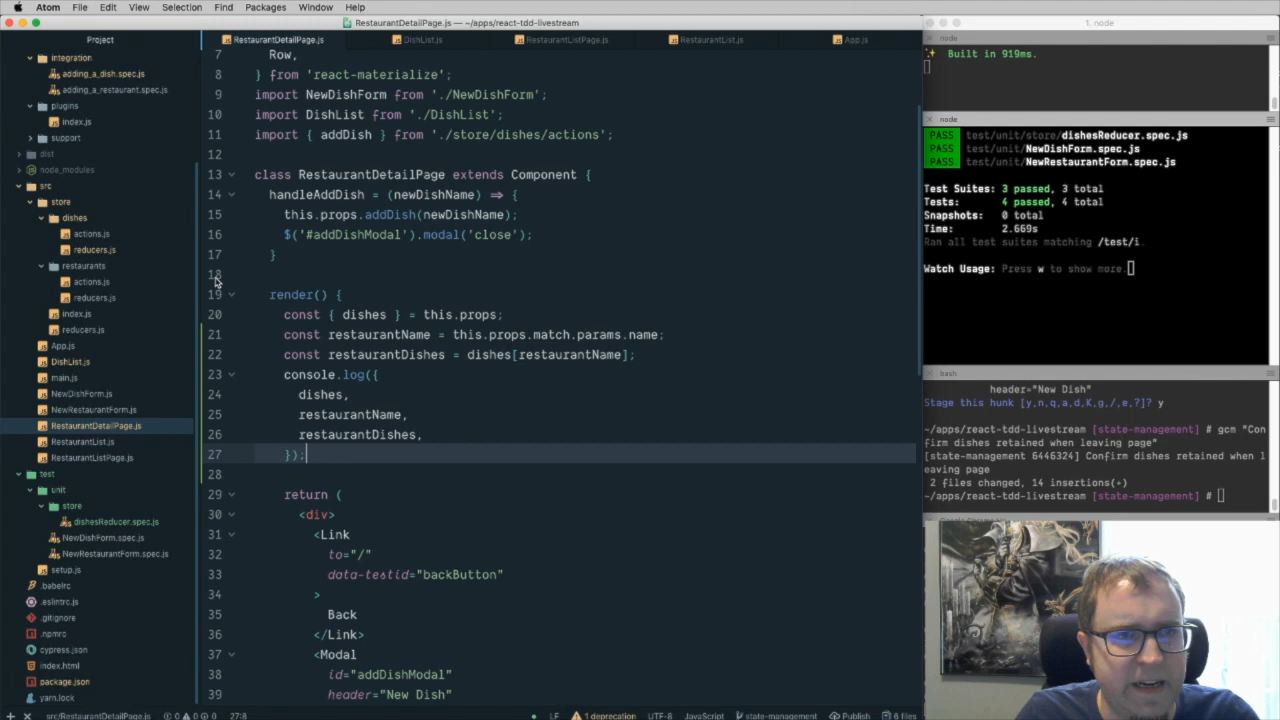 Atom File Edit View Selection Find Packages Window Help
RestaurantDetailPage.js — ~/apps/react-tdd-livestream
1. node
Project
RestaurantDetailPage.js
DishList.js
RestaurantListPage.js
RestaurantList.js
App.js
integration
adding_a_dish.spec.js
adding_a_restaurant.spec.js
plugins
index.js
support
dist
node_modules
src
store
dishes
actions.js
reducers.js
restaurants
actions.js
reducers.js
index.js
reducers.js
App.js
DishList.js
main.js
NewDishForm.js
NewRestaurantForm.js
RestaurantDetailPage.js
RestaurantList.js
RestaurantListPage.js
test
unit
store
dishesReducer.spec.js
NewDishForm.spec.js
NewRestaurantForm.spec.js
setup.js
.babelrc
.eslintrc.js
.gitignore
.npmrc
cypress.json
index.html
package.json
yarn.lock
7 Row,
8 } from 'react-materialize';
9 import NewDishForm from './NewDishForm';
10 import DishList from './DishList';
11 import { addDish } from './store/dishes/actions';
12
13 class RestaurantDetailPage extends Component {
14 handleAddDish = (newDishName) => {
15 this.props.addDish(newDishName);
16 $('#addDishModal').modal('close');
17 }
18
19 render() {
20 const { dishes } = this.props;
21 const restaurantName = this.props.match.params.name;
22 const restaurantDishes = dishes[restaurantName];
23 console.log({
24 dishes,
25 restaurantName,
26 restaurantDishes,
27 });
28
29 return (
30 <div>
31 <Link
32 to="/"
33 data-testid="backButton"
34 >
35 Back
36 </Link>
37 <Modal
38 id="addDishModal"
39 header="New Dish"
node
Built in 919ms.
node
PASS test/unit/store/dishesReducer.spec.js
PASS test/unit/NewDishForm.spec.js
PASS test/unit/NewRestaurantForm.spec.js
Test Suites: 3 passed, 3 total
Tests: 4 passed, 4 total
Snapshots: 0 total
Time: 2.669s
Ran all test suites matching /test/i.
Watch Usage: Press w to show more.
bash
header="New Dish"
Stage this hunk [y,n,q,a,d,K,g,/,e,?]? y
~/apps/react-tdd-livestream [state-management] # gcm "Con
firm dishes retained when leaving page"
[state-management 6446324] Confirm dishes retained when l
eaving page
2 files changed, 14 insertions(+)
~/apps/react-tdd-livestream [state-management] #
src/RestaurantDetailPage.js 0 0 0 27:8 LF 1 deprecation UTF-8 JavaScript state-management Publish 6 files